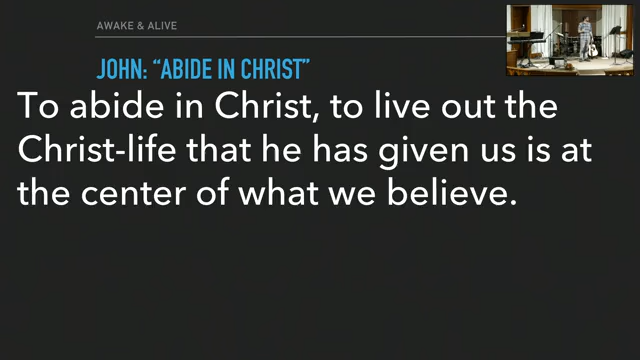 AWAKE & ALIVE
JOHN: “ABIDE IN CHRIST”
To abide in Christ, to live out the
Christ-life that he has given us is at
the center of what we believe.